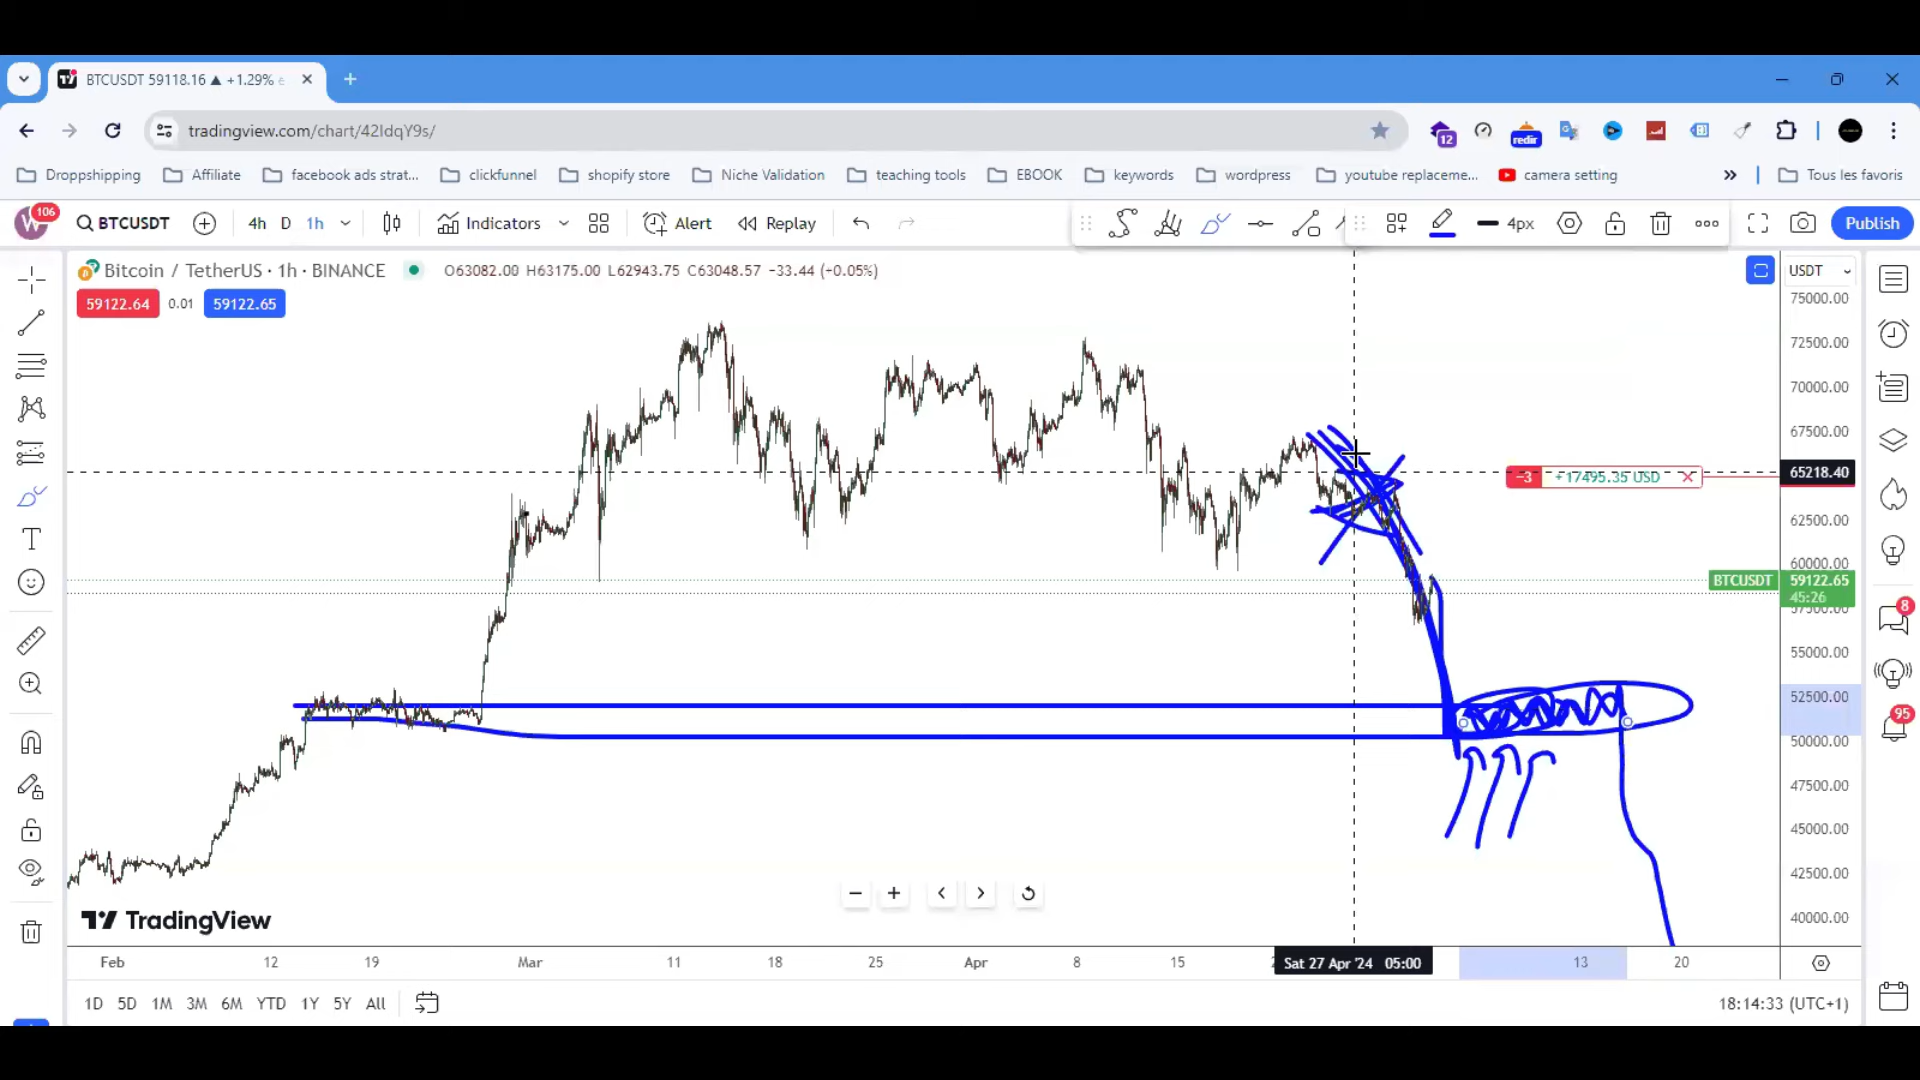 BTCUSDT 59118.16 ▲ +1.29%
tradingview.com/chart/42IdqY9s/
12
redir
Droppshipping
Affiliate
facebook ads strat...
clickfunnel
shopify store
Niche Validation
teaching tools
EBOOK
keywords
wordpress
youtube replaceme...
camera setting
»
Tous les favoris
W
106
BTCUSDT
4h
D
1h
Indicators
Alert
Replay
4px
Publish
Bitcoin / TetherUS · 1h · BINANCE
O63082.00 H63175.00 L62943.75 C63048.57 −33.44 (+0.05%)
59122.64
0.01
59122.65
USDT
75000.00
72500.00
70000.00
67500.00
65218.40
−3
+17495.35 USD
62500.00
60000.00
BTCUSDT
59122.65
45:26
57500.00
55000.00
52500.00
50000.00
47500.00
45000.00
42500.00
40000.00
8
95
TradingView
Feb
12
19
Mar
11
18
25
Apr
8
15
Sat 27 Apr '24 05:00
13
20
1D
5D
1M
3M
6M
YTD
1Y
5Y
All
18:14:33 (UTC+1)